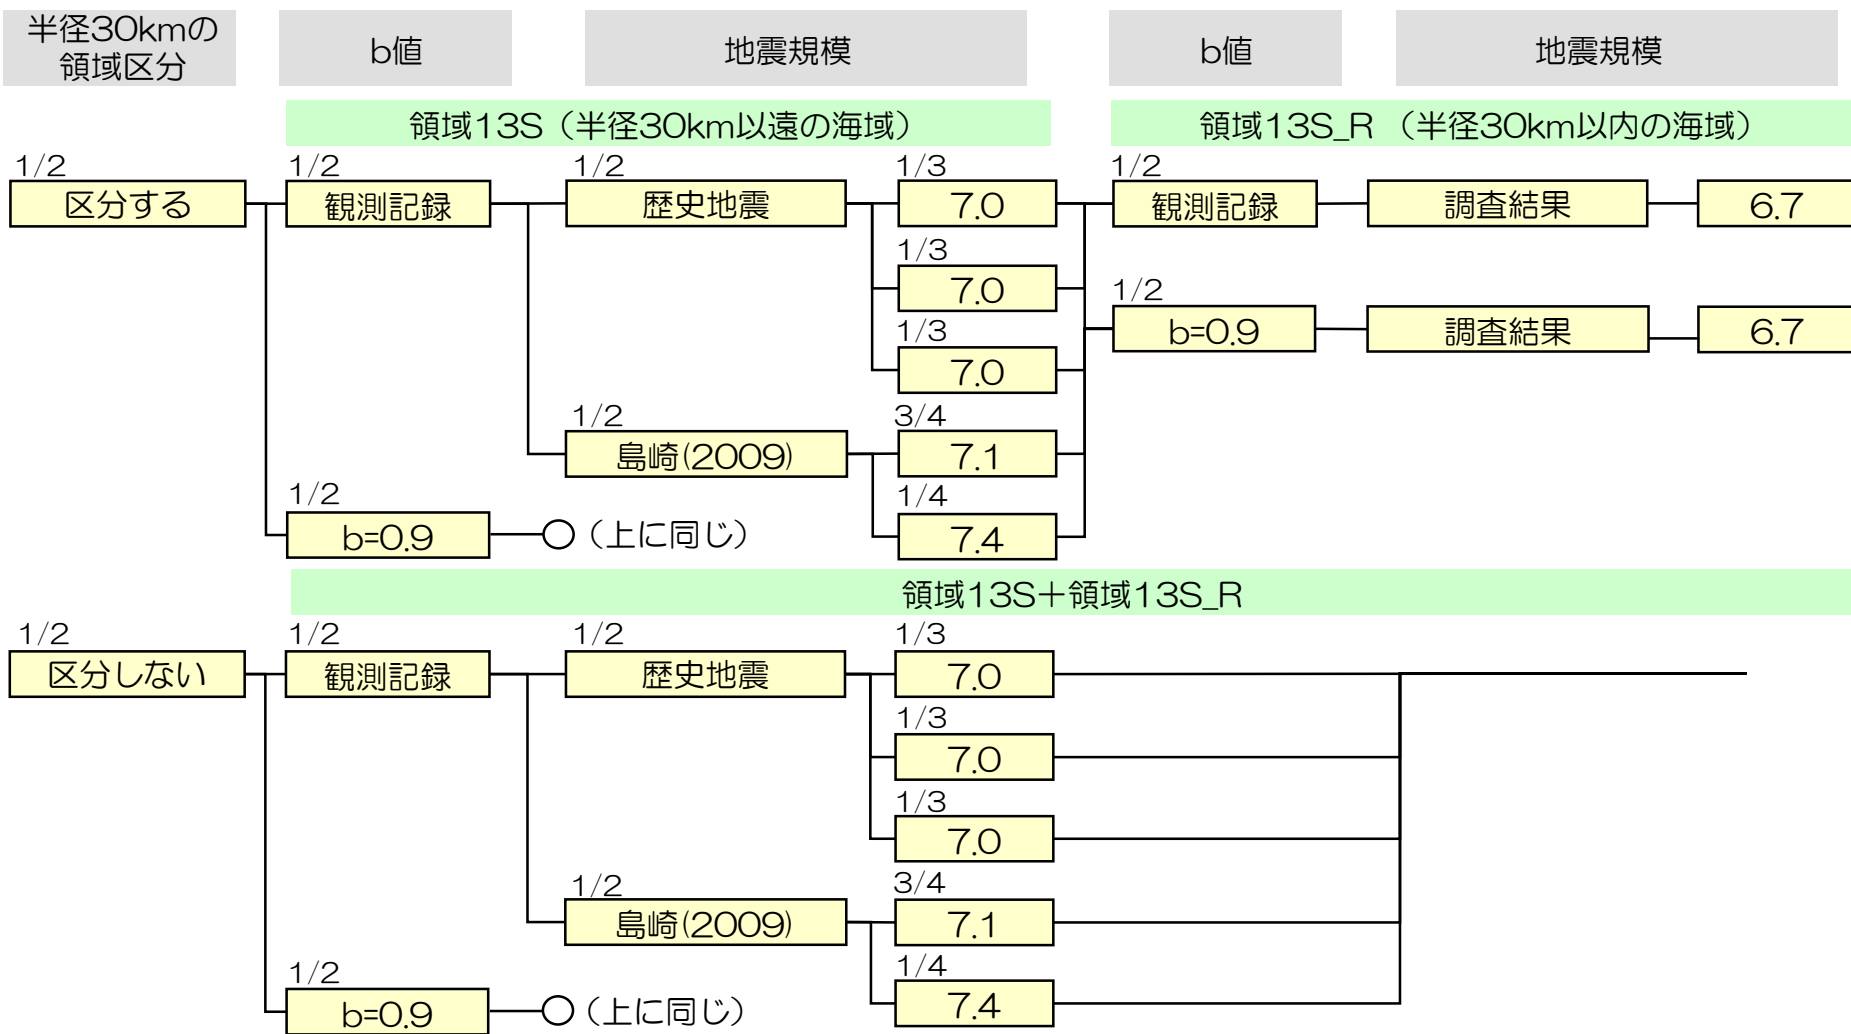 半径30kmの
領域区分
b値
地震規模
b値
地震規模
領域13S（半径30km以遠の海域）
領域13S_R （半径30km以内の海域）
1/2
1/2
1/2
1/3
1/2
区分する
観測記録
歴史地震
7.0
観測記録
調査結果
6.7
1/3
7.0
1/2
b=0.9
調査結果
6.7
1/3
7.0
1/2
3/4
島崎(2009)
7.1
1/2
1/4
b=0.9
（上に同じ）
7.4
領域13S＋領域13S_R
1/2
1/2
1/2
1/3
区分しない
観測記録
歴史地震
7.0
1/3
7.0
1/3
7.0
1/2
3/4
島崎(2009)
7.1
1/2
1/4
b=0.9
（上に同じ）
7.4